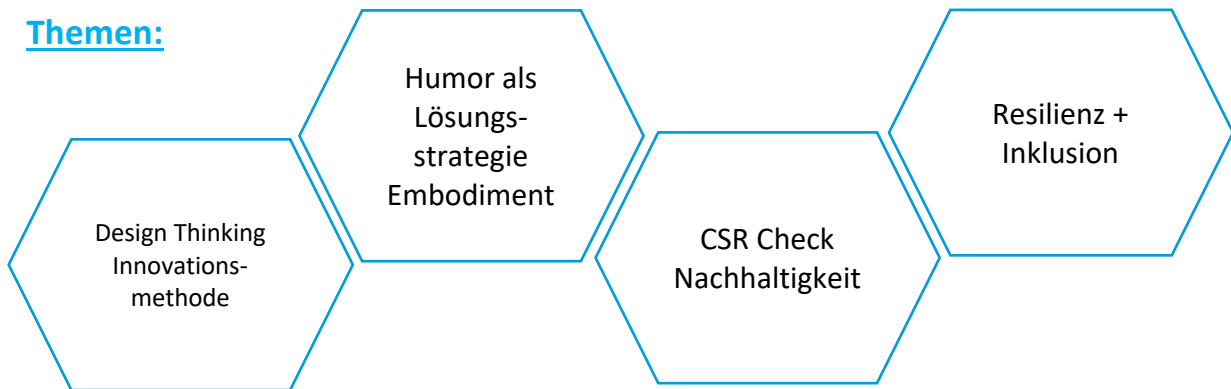 Themen:
Design Thinking
Innovations-
methode
Humor als
Lösungs-
strategie
Embodiment
CSR Check
Nachhaltigkeit
Resilienz +
Inklusion